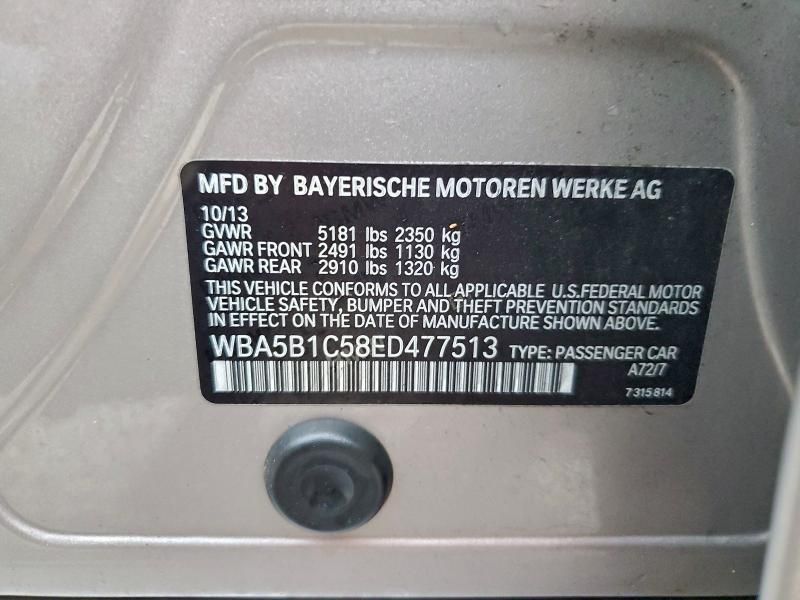 MFD BY BAYERISCHE MOTOREN WERKE AG
10/13
GVWR 5181 lbs 2350 kg
GAWR FRONT 2491 lbs 1130 kg
GAWR REAR 2910 lbs 1320 kg
THIS VEHICLE CONFORMS TO ALL APPLICABLE U.S.FEDERAL MOTOR
VEHICLE SAFETY, BUMPER AND THEFT PREVENTION STANDARDS
IN EFFECT ON THE DATE OF MANUFACTURE SHOWN ABOVE.
WBA5B1C58ED477513 TYPE: PASSENGER CAR
A72/7
7315814